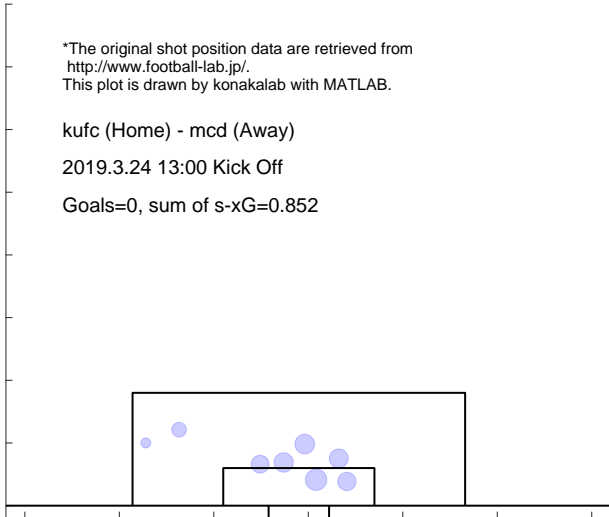 *The original shot position data are retrieved from
http://www.football-lab.jp/.
This plot is drawn by konakalab with MATLAB.
kufc (Home) - mcd (Away)
2019.3.24 13:00 Kick Off
Goals=0, sum of s-xG=0.852